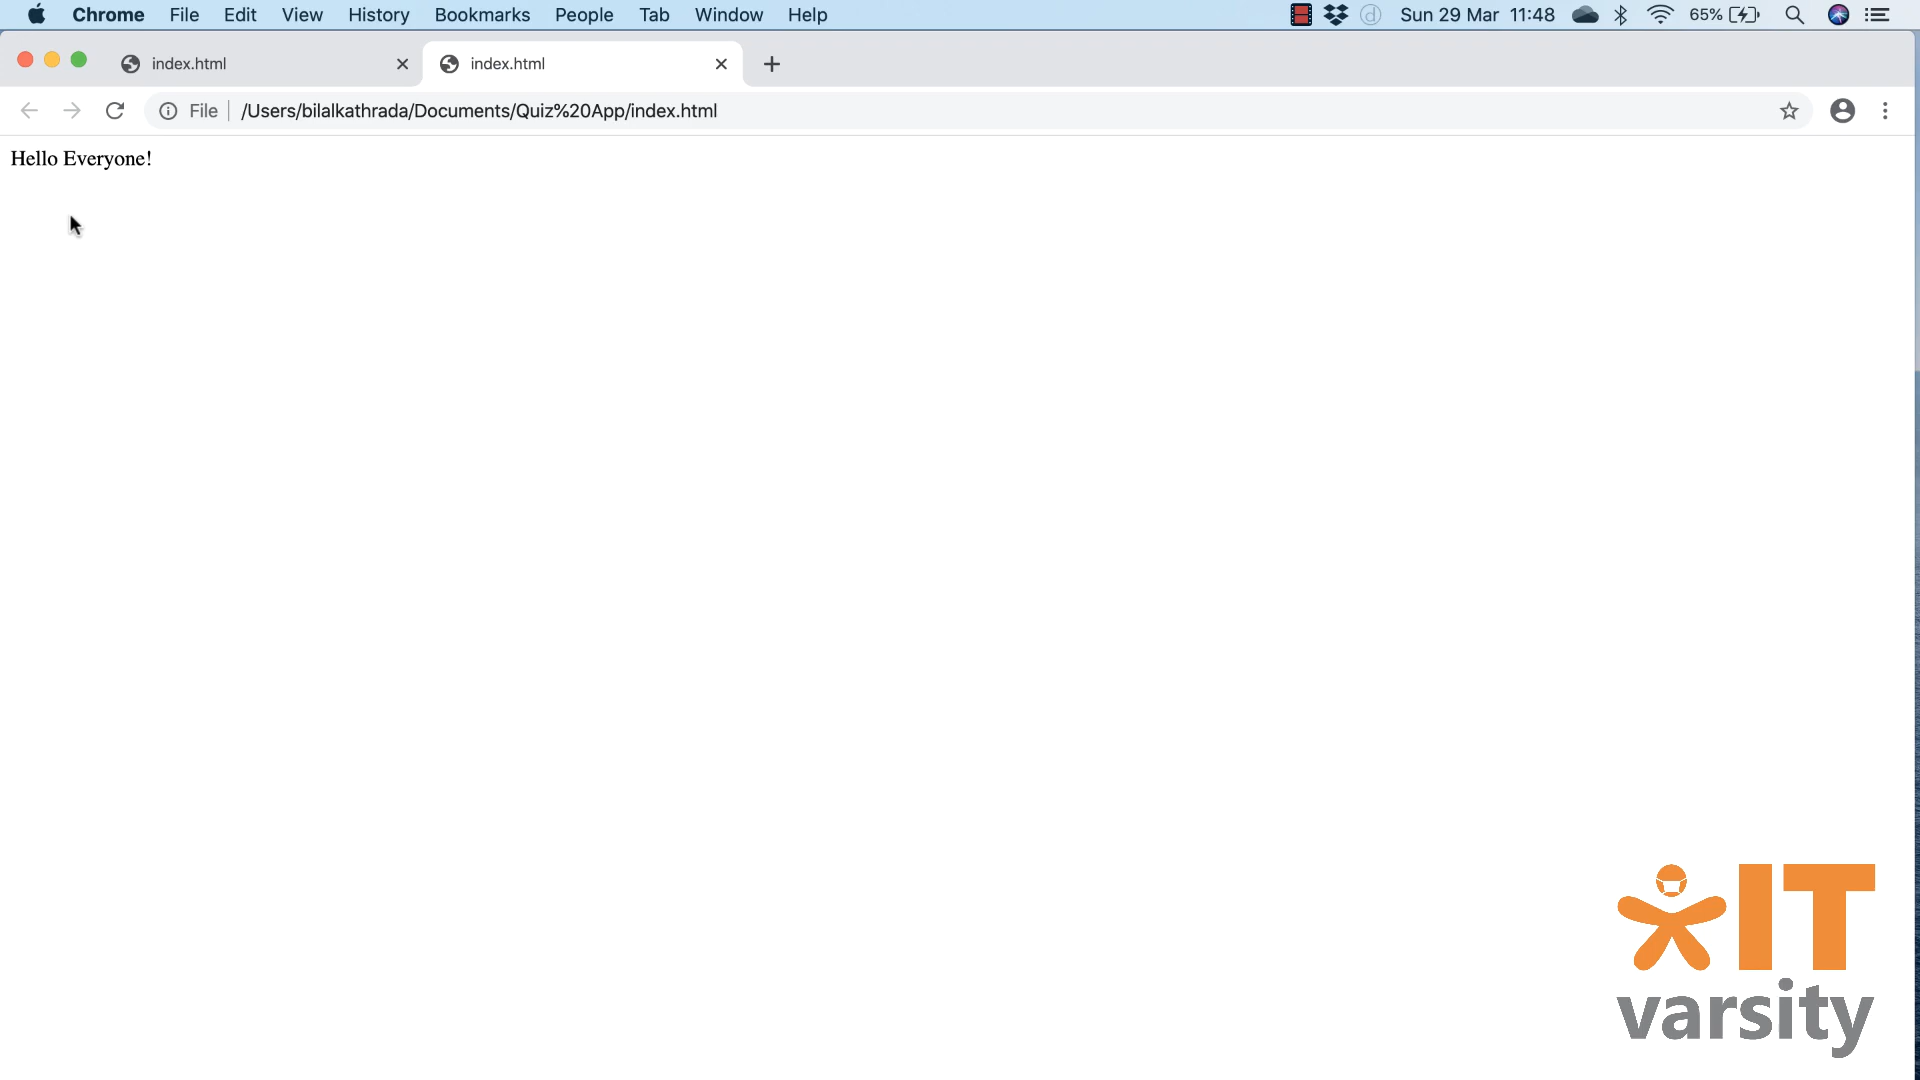 Chrome File Edit View History Bookmarks People Tab Window Help
d Sun 29 Mar 11:48 65%
index.html index.html
File /Users/bilalkathrada/Documents/Quiz%20App/index.html
Hello Everyone!
IT
varsity